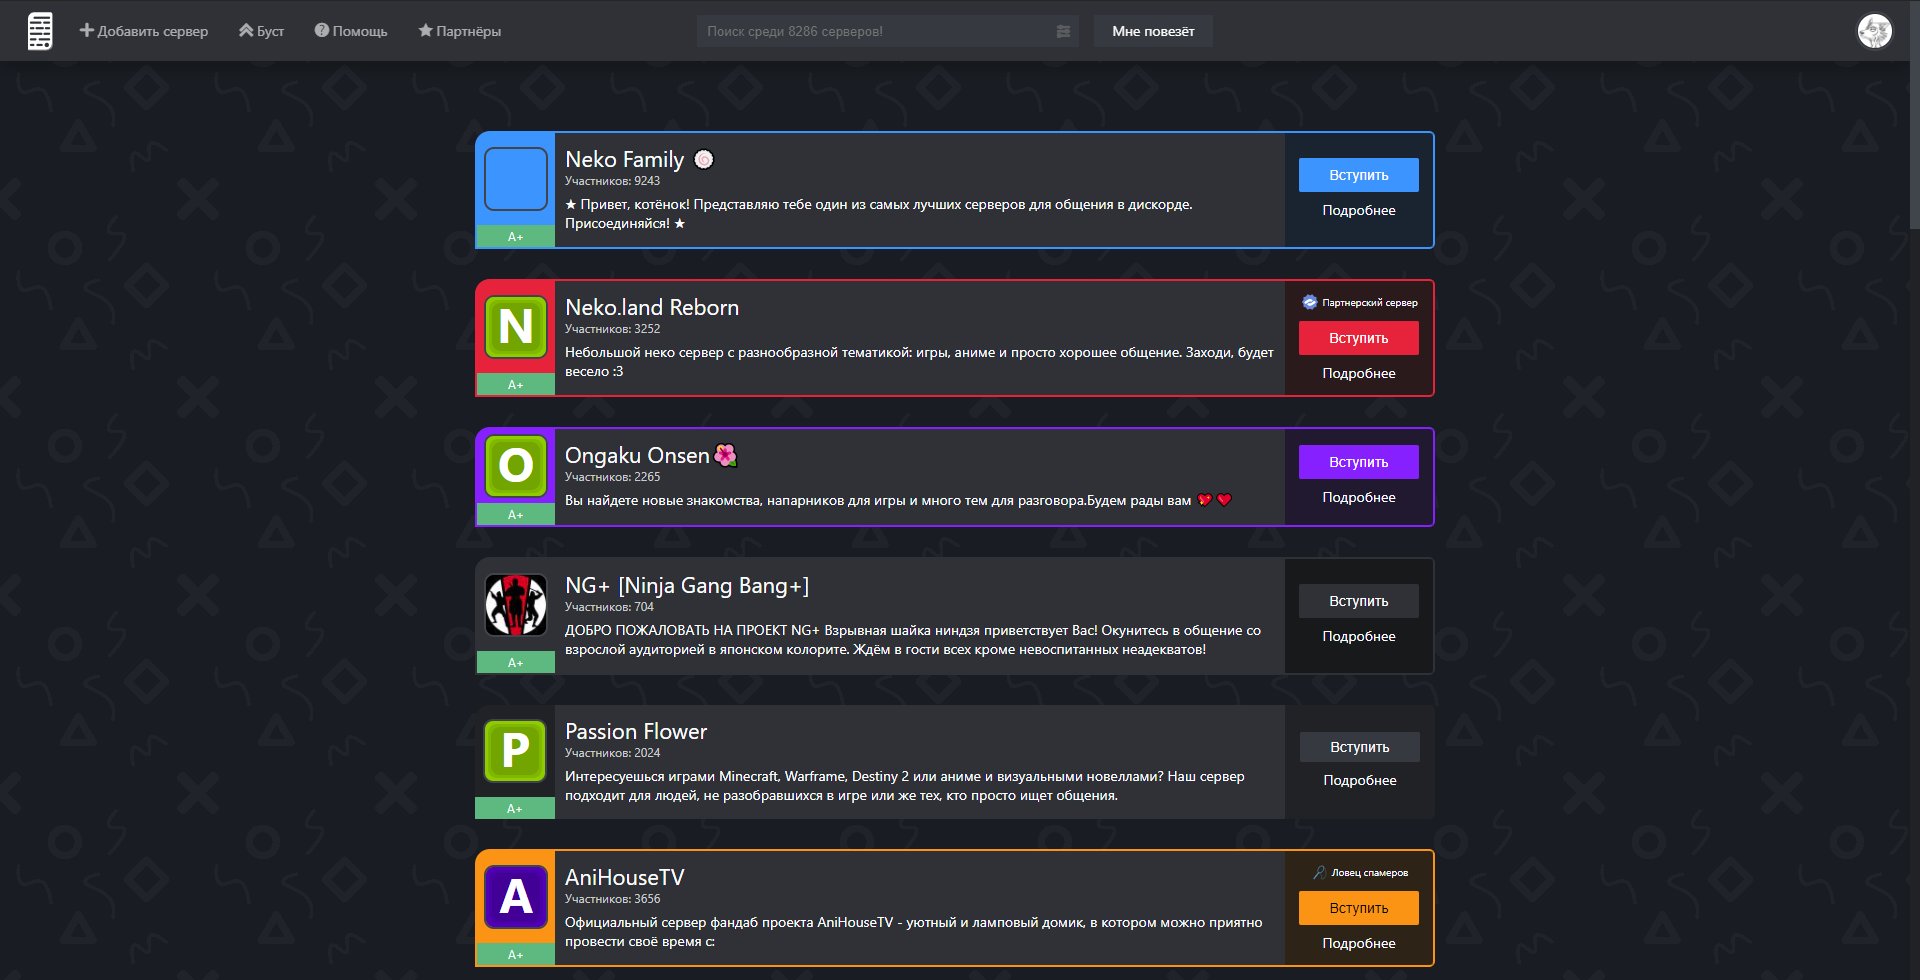 Добавить сервер
Буст
Помощь
Партнёры
Поиск среди 8286 серверов!
Мне повезёт
Neko Family
Участников: 9243
★ Привет, котёнок! Представляю тебе один из самых лучших серверов для общения в дискорде.
Присоединяйся! ★
A+
Вступить
Подробнее
N
Neko.land Reborn
Участников: 3252
Небольшой неко сервер с разнообразной тематикой: игры, аниме и просто хорошее общение. Заходи, будет
весело :3
A+
Партнерский сервер
Вступить
Подробнее
O
Ongaku Onsen🌺
Участников: 2265
Вы найдете новые знакомства, напарников для игры и много тем для разговора.Будем рады вам 💖❤
A+
Вступить
Подробнее
NG+ [Ninja Gang Bang+]
Участников: 704
ДОБРО ПОЖАЛОВАТЬ НА ПРОЕКТ NG+ Взрывная шайка ниндзя приветствует Вас! Окунитесь в общение со
взрослой аудиторией в японском колорите. Ждём в гости всех кроме невоспитанных неадекватов!
A+
Вступить
Подробнее
P
Passion Flower
Участников: 2024
Интересуешься играми Minecraft, Warframe, Destiny 2 или аниме и визуальными новеллами? Наш сервер
подходит для людей, не разобравшихся в игре или же тех, кто просто ищет общения.
A+
Вступить
Подробнее
A
AniHouseTV
Участников: 3656
Официальный сервер фандаб проекта AniHouseTV - уютный и ламповый домик, в котором можно приятно
провести своё время с:
A+
Ловец спамеров
Вступить
Подробнее